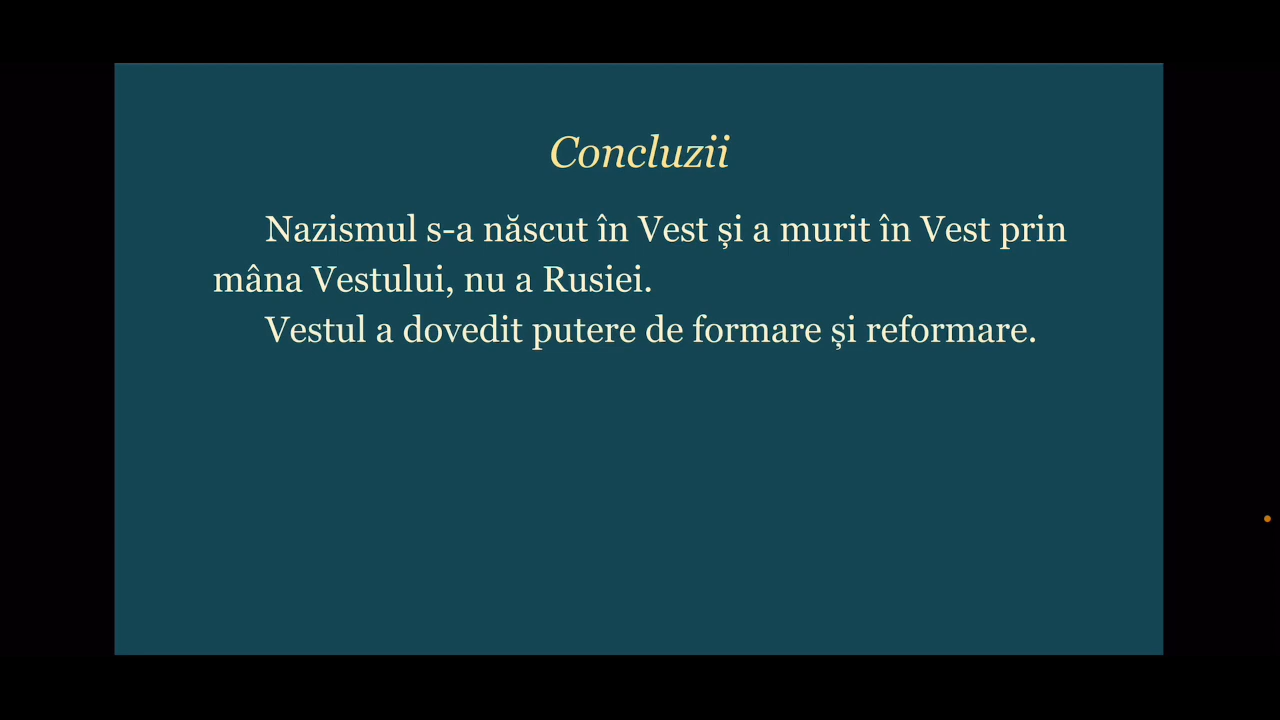 Concluzii
Nazismul s-a născut în Vest și a murit în Vest prin
mâna Vestului, nu a Rusiei.
Vestul a dovedit putere de formare și reformare.